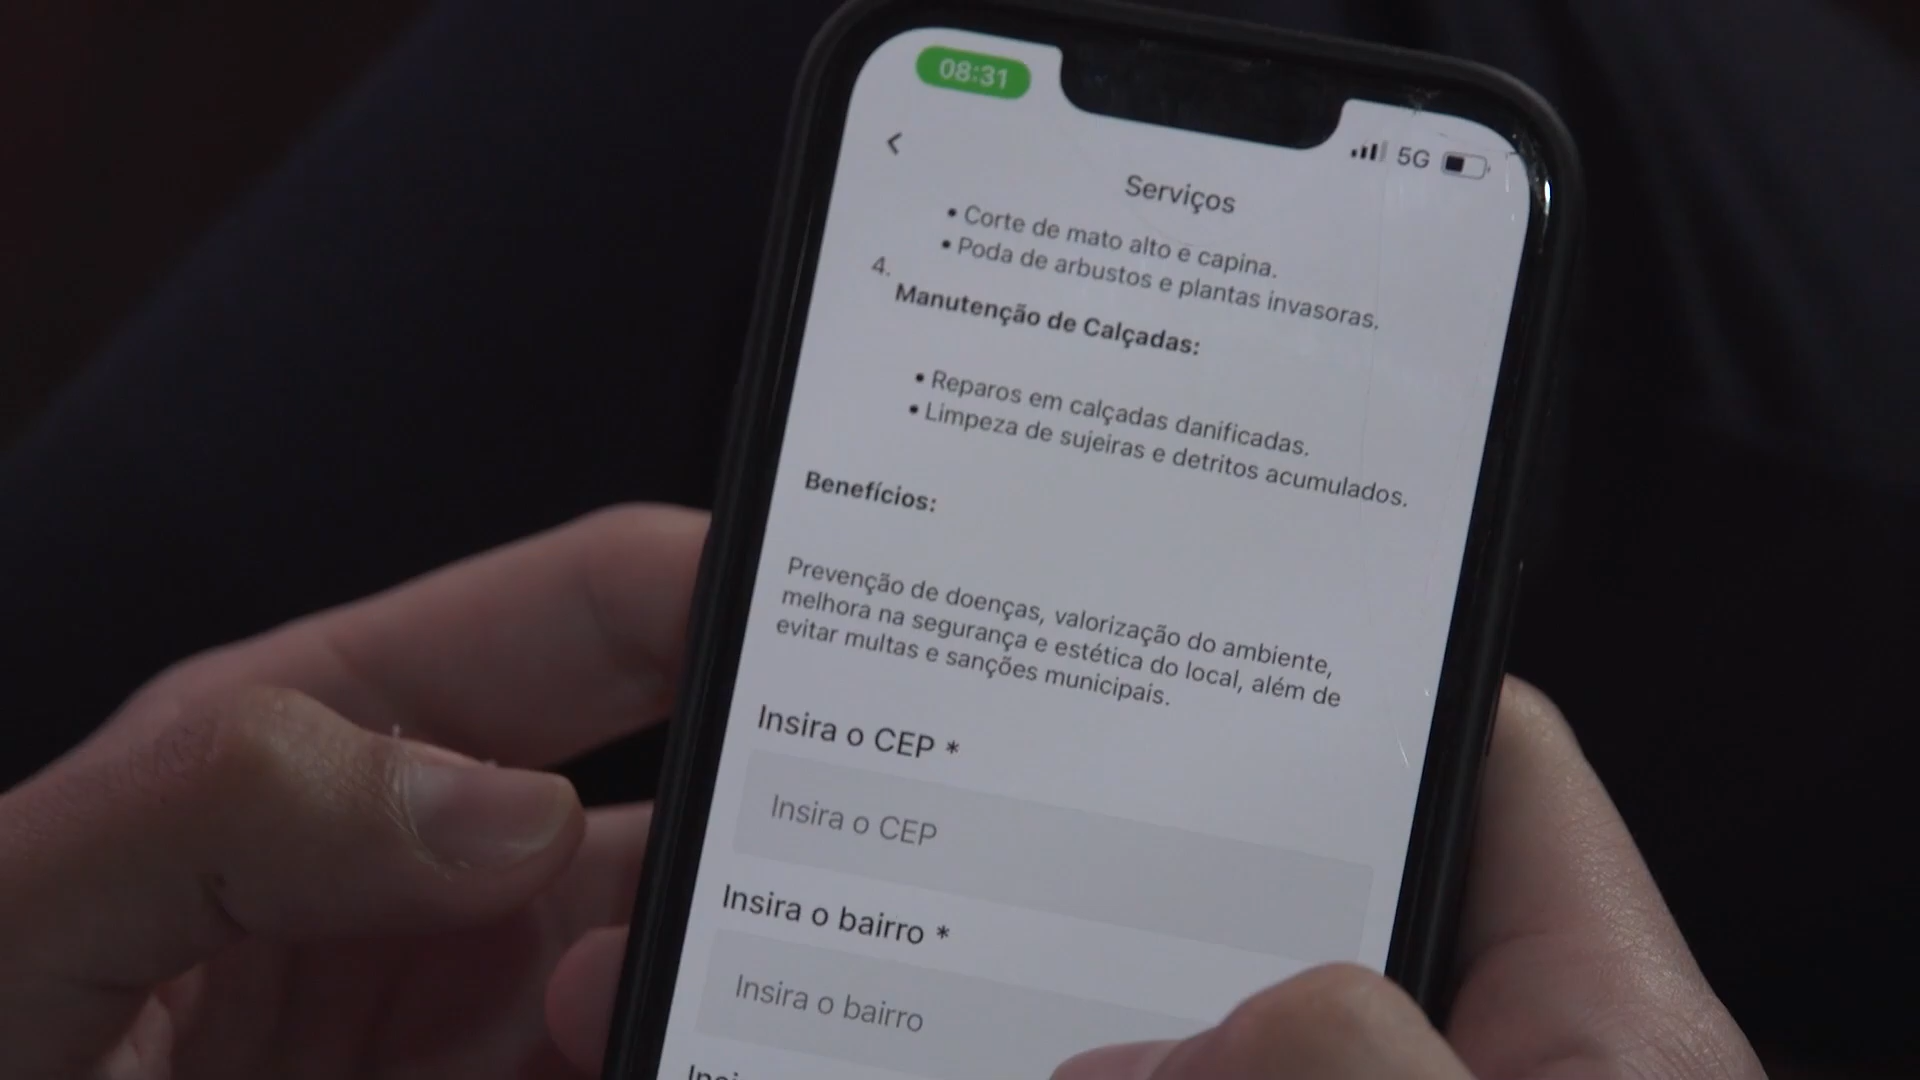 08:31
5G
Serviços
• Corte de mato alto e capina.
• Poda de arbustos e plantas invasoras.
4.
Manutenção de Calçadas:
• Reparos em calçadas danificadas.
• Limpeza de sujeiras e detritos acumulados.
Benefícios:
Prevenção de doenças, valorização do ambiente,
melhora na segurança e estética do local, além de
evitar multas e sanções municipais.
Insira o CEP *
Insira o CEP
Insira o bairro *
Insira o bairro